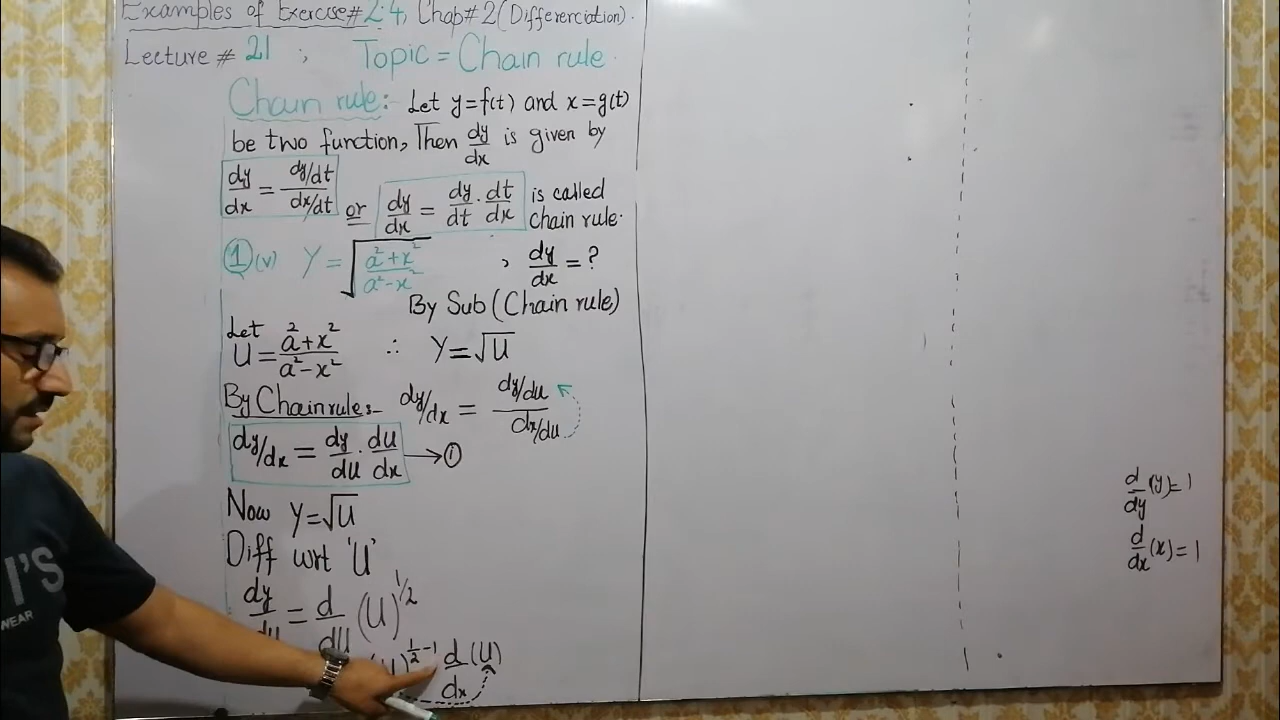 Examples of Exercise# 2.4, Chap# 2 (Differenciation).
Lecture # 21 ; Topic = Chain rule.
Chain rule: Let y=f(t) and x=g(t)
be two function, Then dy/dx is given by
dy/dx = (dy/dt)/(dx/dt) or dy/dx = dy/dt . dt/dx is called
chain rule.
① (v) Y = √((a²+x²)/(a²-x²)) , dy/dx = ?
By Sub (Chain rule)
Let
U = (a²+x²)/(a²-x²) ∴ Y=√U
By Chain rule:- dy/dx = (dy/du)/(dx/du)
dy/dx = dy/du . du/dx → ①
Now Y=√U
Diff wrt 'U'
dy/du = d/du (U)^1/2
(U)^(1/2 -1) d/dx (U)
d/dy (y) = 1
d/dx (x) = 1
I'S
WEAR